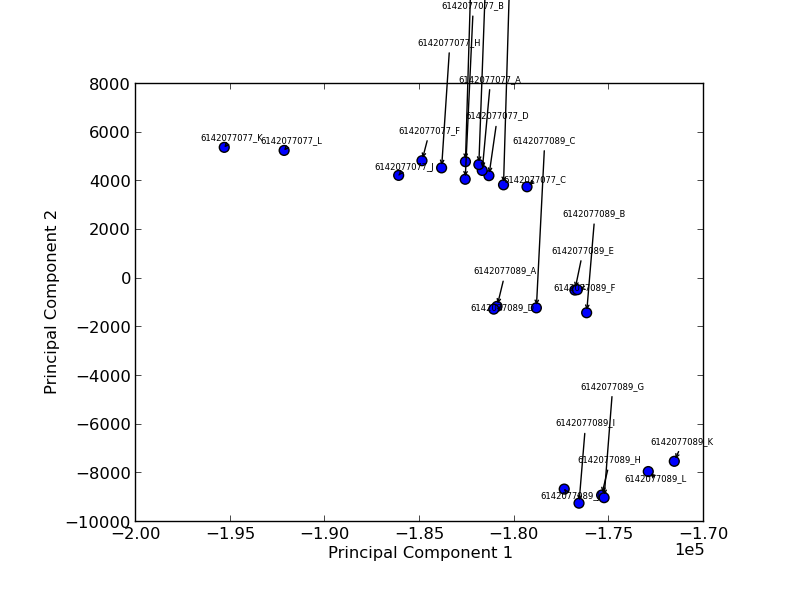 6142077077_B
6142077077_H
6142077077_A
6142077077_D
6142077077_F
6142077077_K
6142077077_L
6142077077_J
6142077077_C
6142077089_C
6142077089_B
6142077089_E
6142077089_A
6142077089_F
6142077089_D
6142077089_G
6142077089_I
6142077089_K
6142077089_H
6142077089_L
8000
6000
4000
2000
0
−2000
−4000
−6000
−8000
−10000
Principal Component 2
−2.00
−1.95
−1.90
−1.85
−1.80
−1.75
−1.70
1e5
Principal Component 1